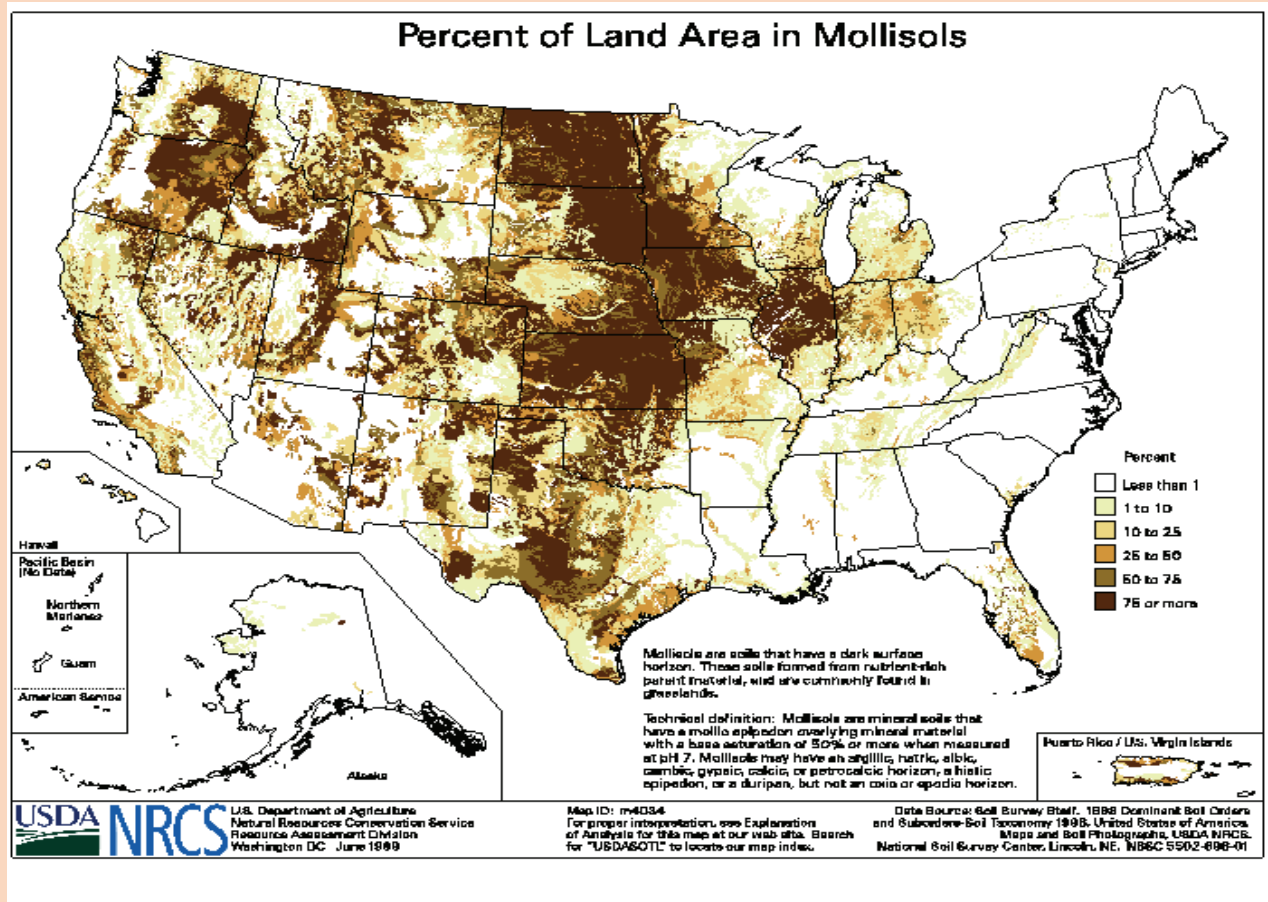 Percent of Land Area in Mollisols
Percent
Less than 1
1 to 10
10 to 25
25 to 50
50 to 75
75 or more
Hawaii
Pacific Basin
(No Data)
Northern
Marianas
Guam
American Samoa
Alaska
Mollisols are soils that have a dark surface
horizon. These soils formed from nutrient-rich
parent material, and are commonly found in
grasslands.
Technical definition: Mollisols are mineral soils that
have a mollic epipedon overlying mineral material
with a base saturation of 50% or more when measured
at pH 7. Mollisols may have an argillic, natric, albic,
cambic, gypsic, calcic, or petrocalcic horizon, a histic
epipedon, or a duripan, but not an oxic or spodic horizon.
Puerto Rico / U.S. Virgin Islands
USDA NRCS
U.S. Department of Agriculture
Natural Resources Conservation Service
Resource Assessment Division
Washington DC June 1999
Map ID: m4034
For proper interpretation, see Explanation
of Analysis for this map at our web site. Search
for "USDASOTL" to locate our map index.
Data Source: Soil Survey Staff. 1998 Dominant Soil Orders
and Suborders-Soil Taxonomy 1998, United States of America.
Maps and Soil Photographs, USDA NRCS.
National Soil Survey Center, Lincoln, NE. NSSC